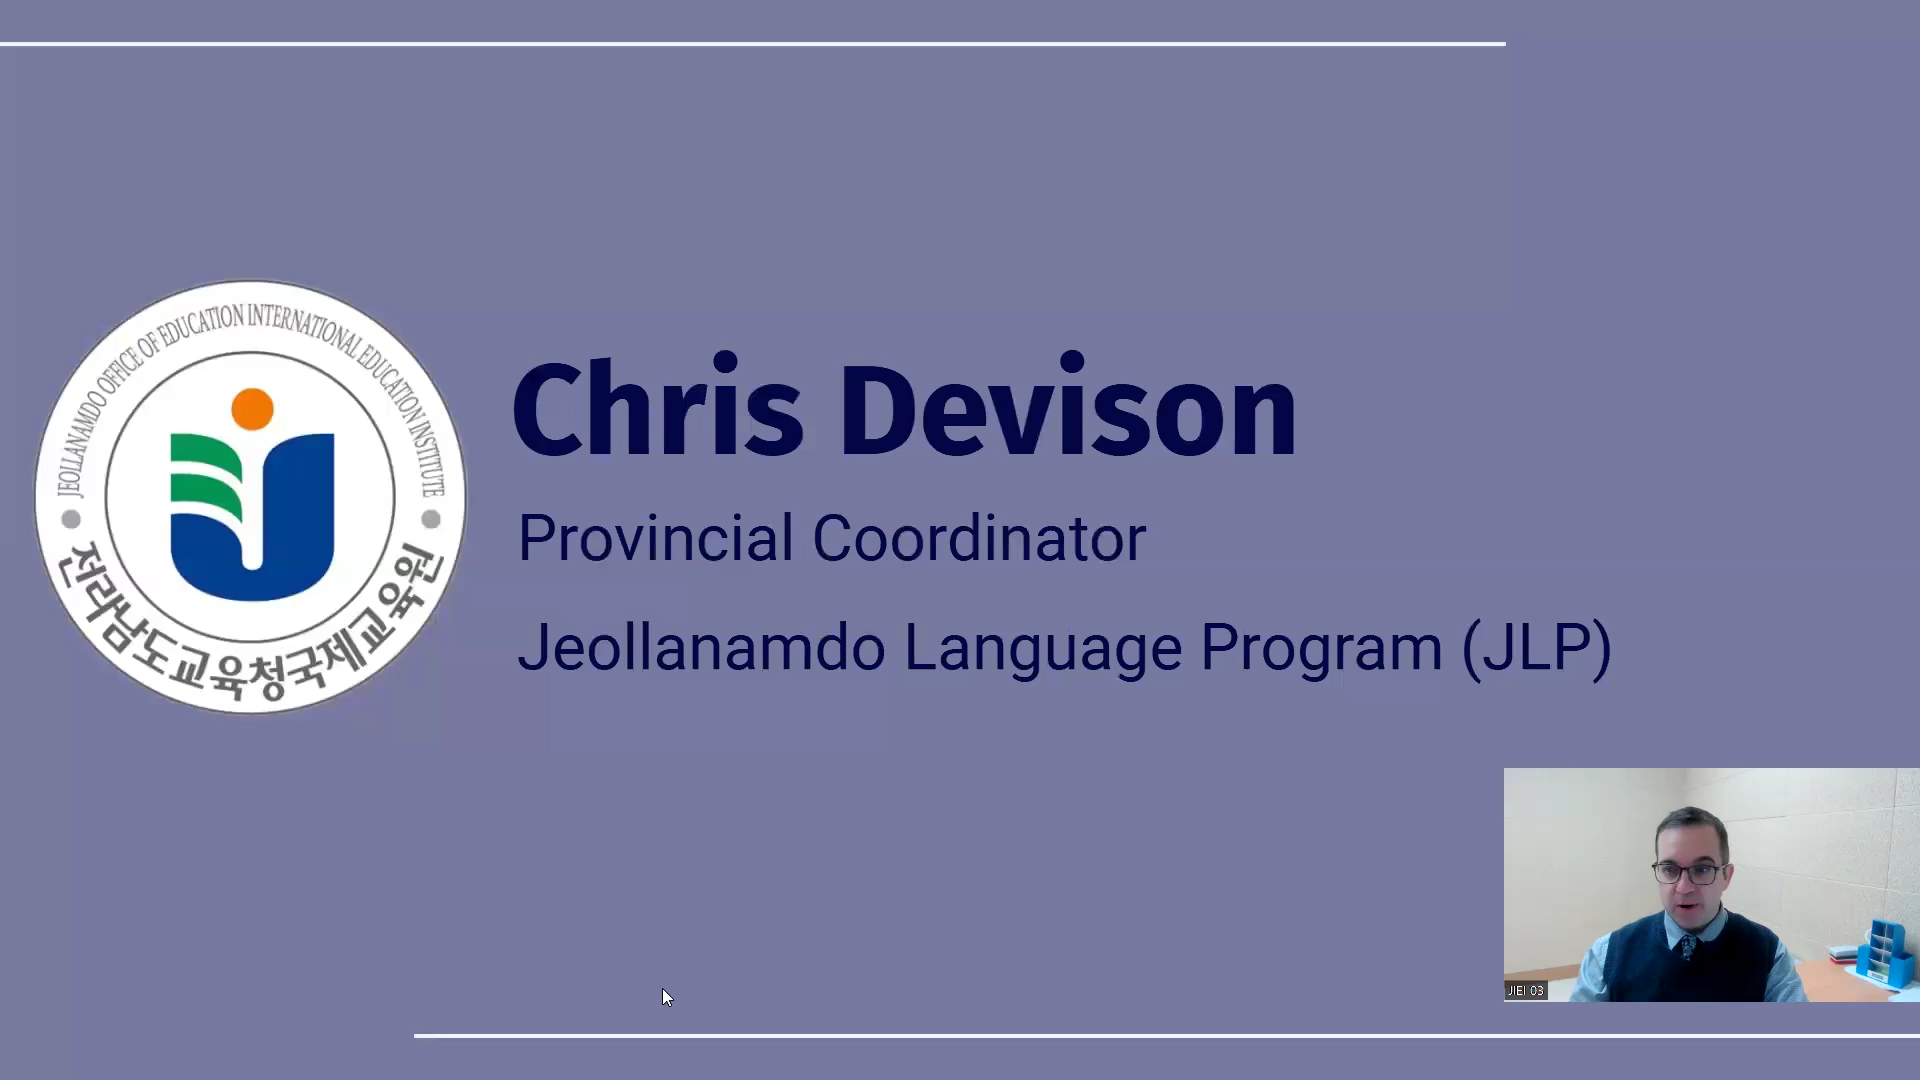 JEOLLANAMDO OFFICE OF EDUCATION INTERNATIONAL EDUCATION INSTITUTE
전라남도교육청국제교육원
Chris Devison
Provincial Coordinator
Jeollanamdo Language Program (JLP)
JIEI 03